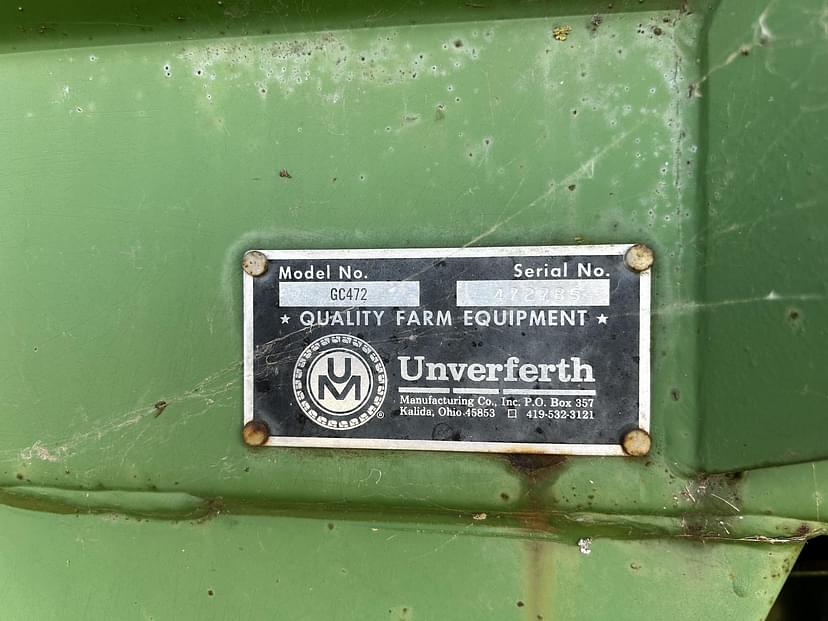 Model No. Serial No.
GC472 472785
★ QUALITY FARM EQUIPMENT ★
UM ®
Unverferth
Manufacturing Co., Inc. P.O. Box 357
Kalida, Ohio 45853 □ 419-532-3121